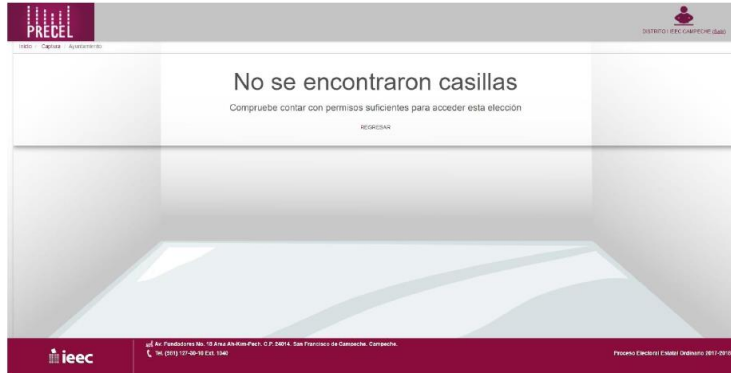 PRECEL
DISTRITO I IEEC CAMPECHE (Salir)
Inicio / Captura / Ayuntamiento
No se encontraron casillas
Compruebe contar con permisos suficientes para acceder esta elección
REGRESAR
ieec
Av. Fundadores No. 18 Area Ah-Kim-Pech. C.P. 24014. San Francisco de Campeche, Campeche.
Tel. (981) 127-30-10 Ext. 1040
Proceso Electoral Estatal Ordinario 2017-2018